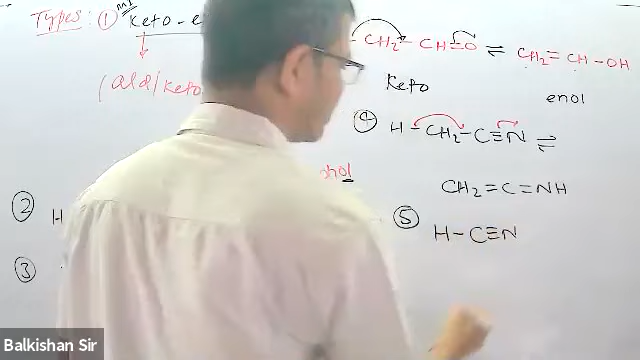 Types: ① Keto - e
(ald/keto
ohol
② H
③
CH₂ - CH=O ⇌ CH₂=CH-OH
Keto
enol
④ H - CH₂ - C≡N ⇌
CH₂=C=NH
⑤ H-C≡N
Balkishan Sir